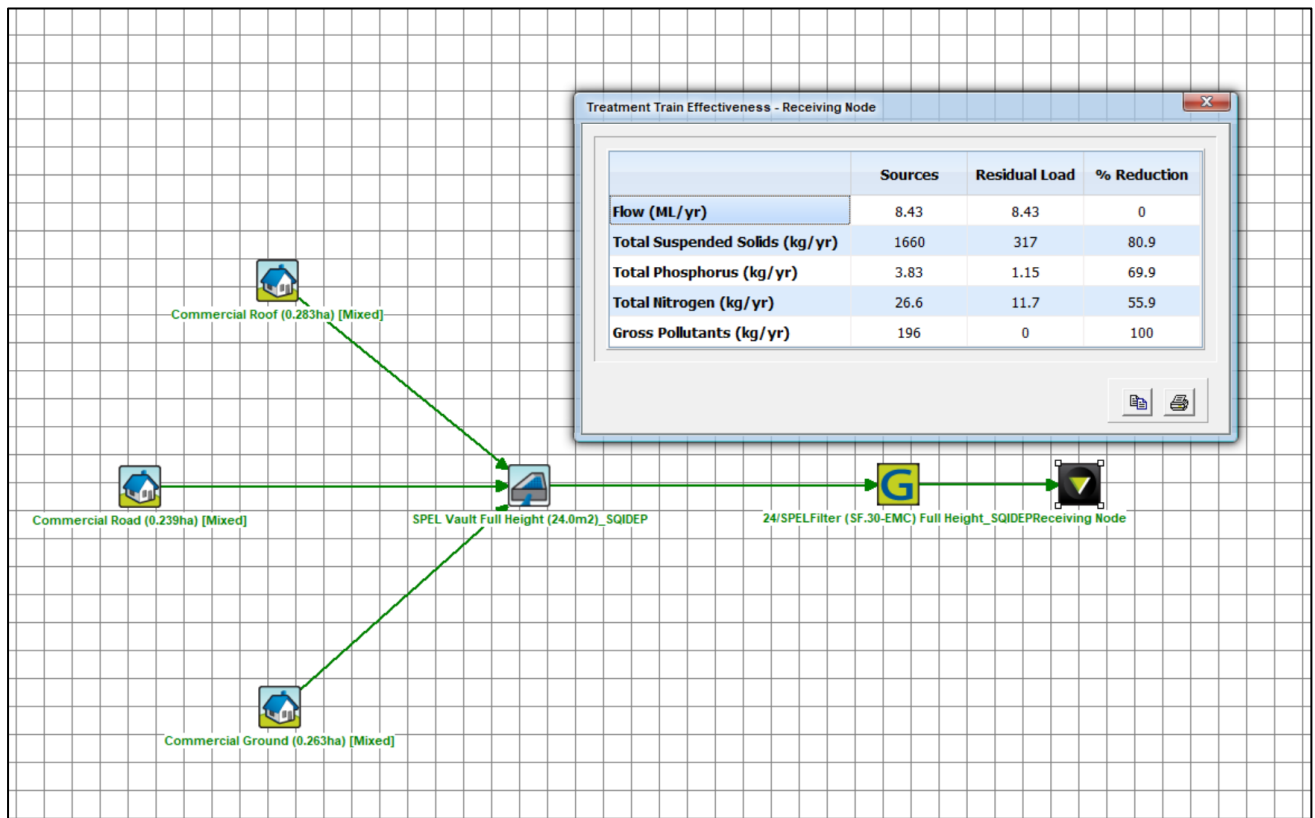 Treatment Train Effectiveness - Receiving Node
Sources Residual Load % Reduction
Flow (ML/yr) 8.43 8.43 0
Total Suspended Solids (kg/yr) 1660 317 80.9
Total Phosphorus (kg/yr) 3.83 1.15 69.9
Total Nitrogen (kg/yr) 26.6 11.7 55.9
Gross Pollutants (kg/yr) 196 0 100
Commercial Roof (0.283ha) [Mixed]
G
Commercial Road (0.239ha) [Mixed]
SPEL Vault Full Height (24.0m2)_SQIDEP
24/SPELFilter (SF.30-EMC) Full Height_SQIDEPReceiving Node
Commercial Ground (0.263ha) [Mixed]